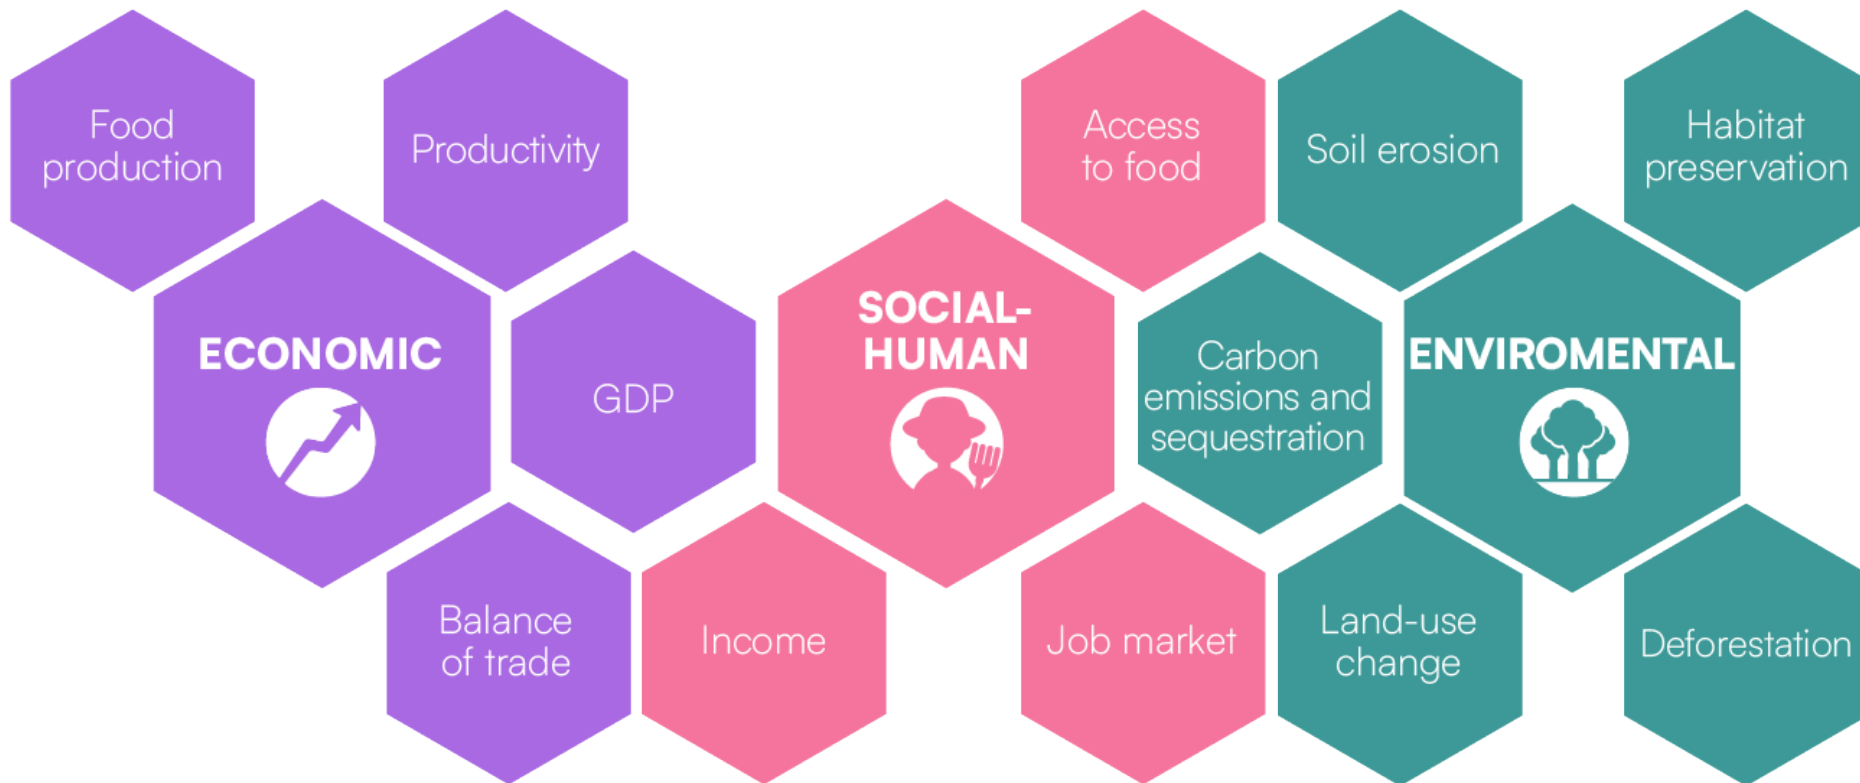 Food
production
Productivity
Access
to food
Soil erosion
Habitat
preservation
ECONOMIC
GDP
SOCIAL-
HUMAN
Carbon
emissions and
sequestration
ENVIROMENTAL
Balance
of trade
Income
Job market
Land-use
change
Deforestation